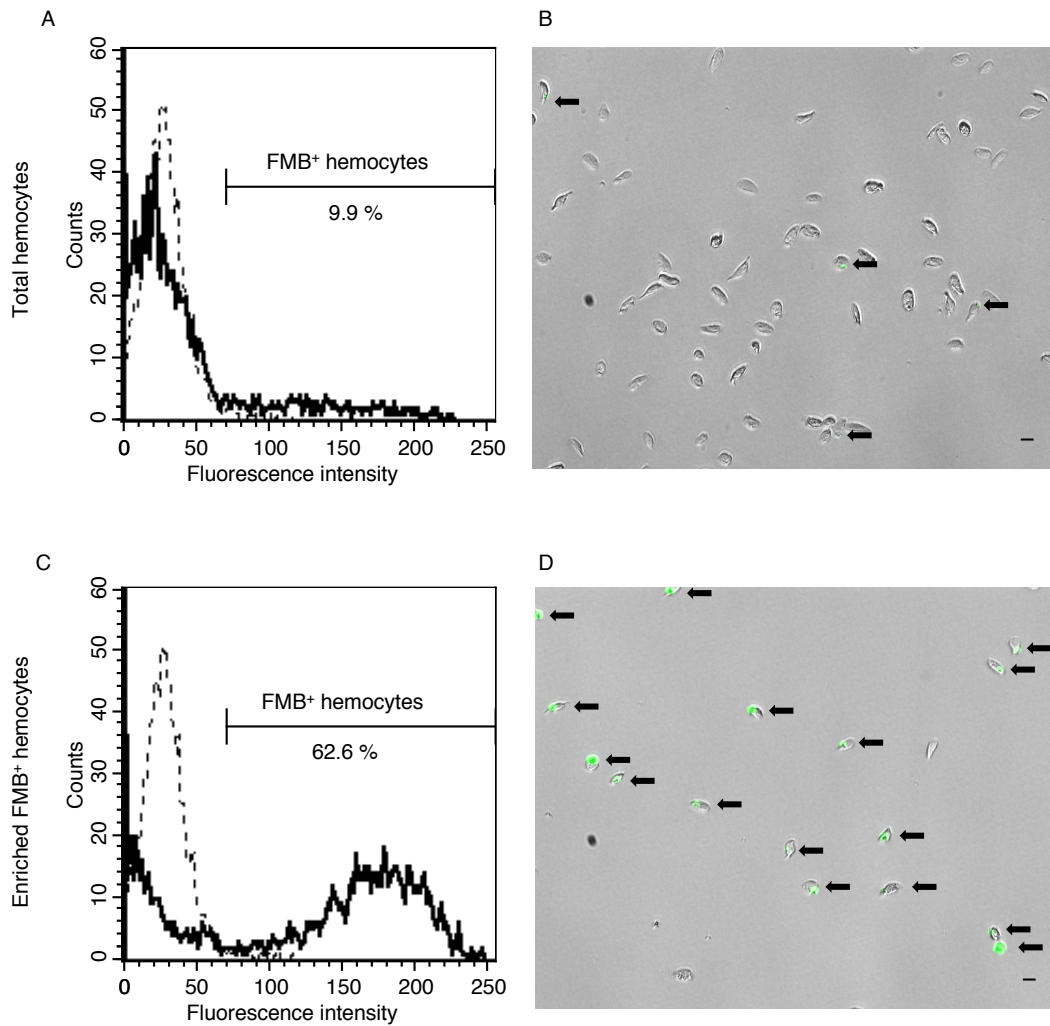 A
B
60
50
40
30
20
10
0
Counts
Total hemocytes
FMB⁺ hemocytes
9.9 %
0 50 100 150 200 250
Fluorescence intensity
C
D
60
50
40
30
20
10
0
Counts
Enriched FMB⁺ hemocytes
FMB⁺ hemocytes
62.6 %
0 50 100 150 200 250
Fluorescence intensity